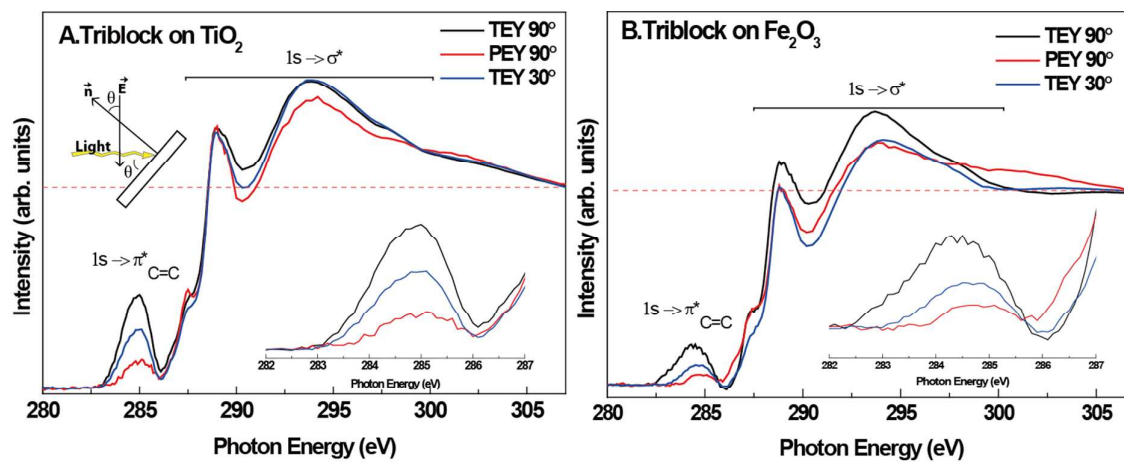 A.Triblock on TiO2
TEY 90°
PEY 90°
TEY 30°
1s→σ*
n⃗
E⃗
θ
Light
θ
1s→π*C=C
Intensity (arb. units)
282 283 284 285 286 287
Photon Energy (eV)
280 285 290 295 300 305
Photon Energy (eV)
B.Triblock on Fe2O3
TEY 90°
PEY 90°
TEY 30°
1s→σ*
1s→π*C=C
Intensity (arb. units)
282 283 284 285 286 287
Photon Energy (eV)
280 285 290 295 300 305
Photon Energy (eV)